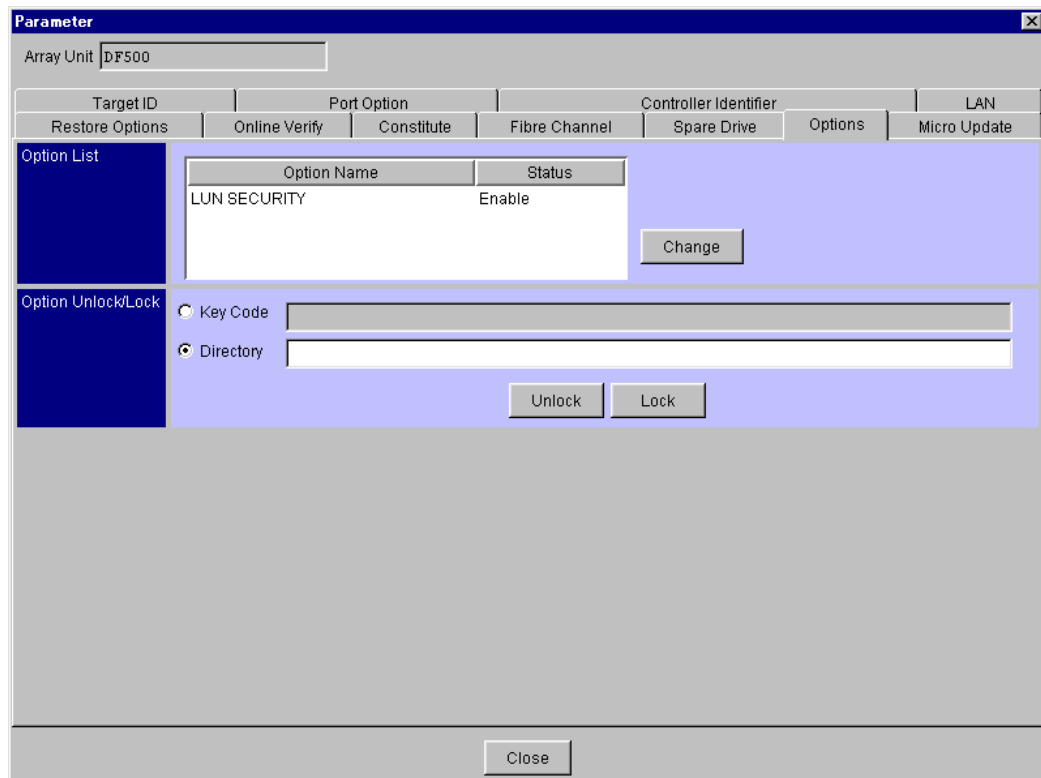 Parameter
Array Unit DF500
Target ID Port Option Controller Identifier LAN
Restore Options Online Verify Constitute Fibre Channel Spare Drive Options Micro Update
Option List
Option Name Status
LUN SECURITY Enable
Change
Option Unlock/Lock
Key Code
Directory
Unlock Lock
Close